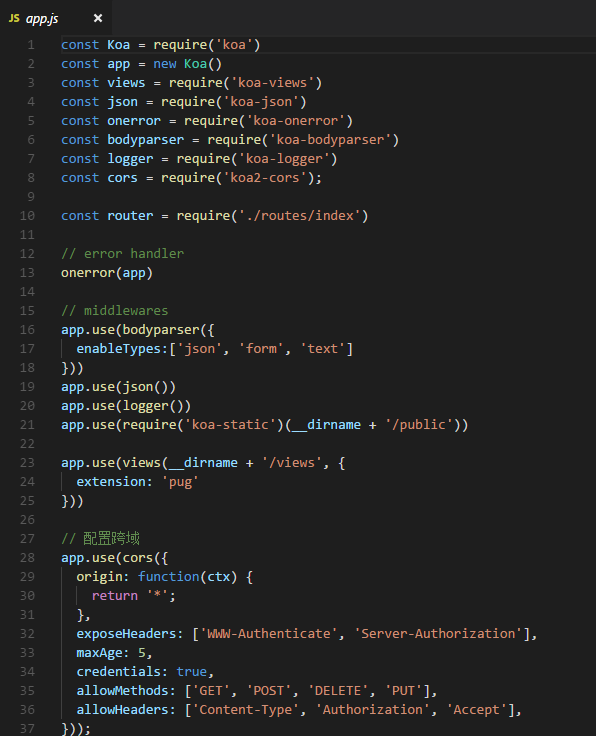 JS app.js ×
1 const Koa = require('koa')
2 const app = new Koa()
3 const views = require('koa-views')
4 const json = require('koa-json')
5 const onerror = require('koa-onerror')
6 const bodyparser = require('koa-bodyparser')
7 const logger = require('koa-logger')
8 const cors = require('koa2-cors');
9
10 const router = require('./routes/index')
11
12 // error handler
13 onerror(app)
14
15 // middlewares
16 app.use(bodyparser({
17   enableTypes:['json', 'form', 'text']
18 }))
19 app.use(json())
20 app.use(logger())
21 app.use(require('koa-static')(__dirname + '/public'))
22
23 app.use(views(__dirname + '/views', {
24   extension: 'pug'
25 }))
26
27 // 配置跨域
28 app.use(cors({
29   origin: function(ctx) {
30     return '*';
31   },
32   exposeHeaders: ['WWW-Authenticate', 'Server-Authorization'],
33   maxAge: 5,
34   credentials: true,
35   allowMethods: ['GET', 'POST', 'DELETE', 'PUT'],
36   allowHeaders: ['Content-Type', 'Authorization', 'Accept'],
37 }));